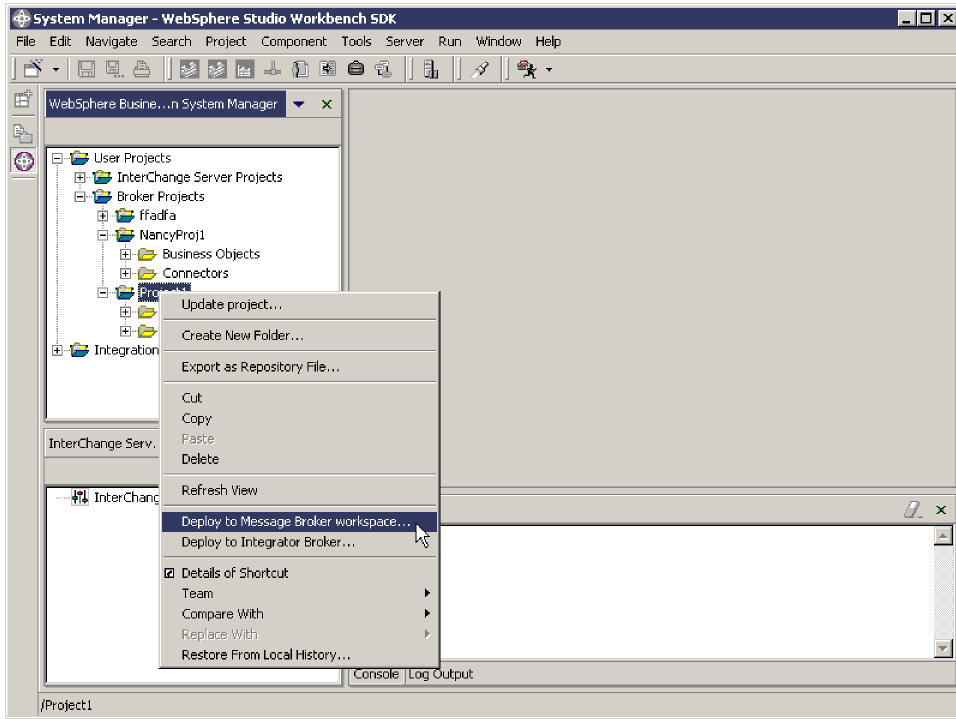 System Manager - WebSphere Studio Workbench SDK
File Edit Navigate Search Project Component Tools Server Run Window Help
WebSphere Busine...n System Manager
User Projects
InterChange Server Projects
Broker Projects
ffadfa
NancyProj1
Business Objects
Connectors
Project1
Integration
Update project...
Create New Folder...
Export as Repository File...
Cut
Copy
Paste
Delete
Refresh View
Deploy to Message Broker workspace...
Deploy to Integrator Broker...
Details of Shortcut
Team
Compare With
Replace With
Restore From Local History...
InterChange Serv.
InterChang
Console Log Output
/Project1